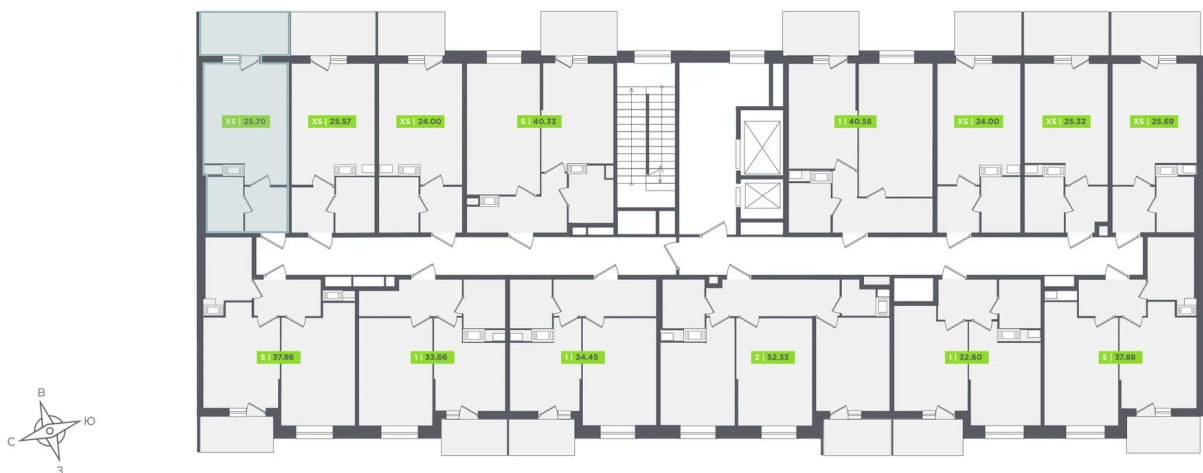 XS | 25.70
XS | 25.57
XS | 24.00
S | 40.33
1 | 40.58
XS | 24.00
XS | 25.32
XS | 25.69
S | 37.86
1 | 33.66
1 | 34.45
2 | 52.33
1 | 32.60
S | 37.88
В
Ю
С
З